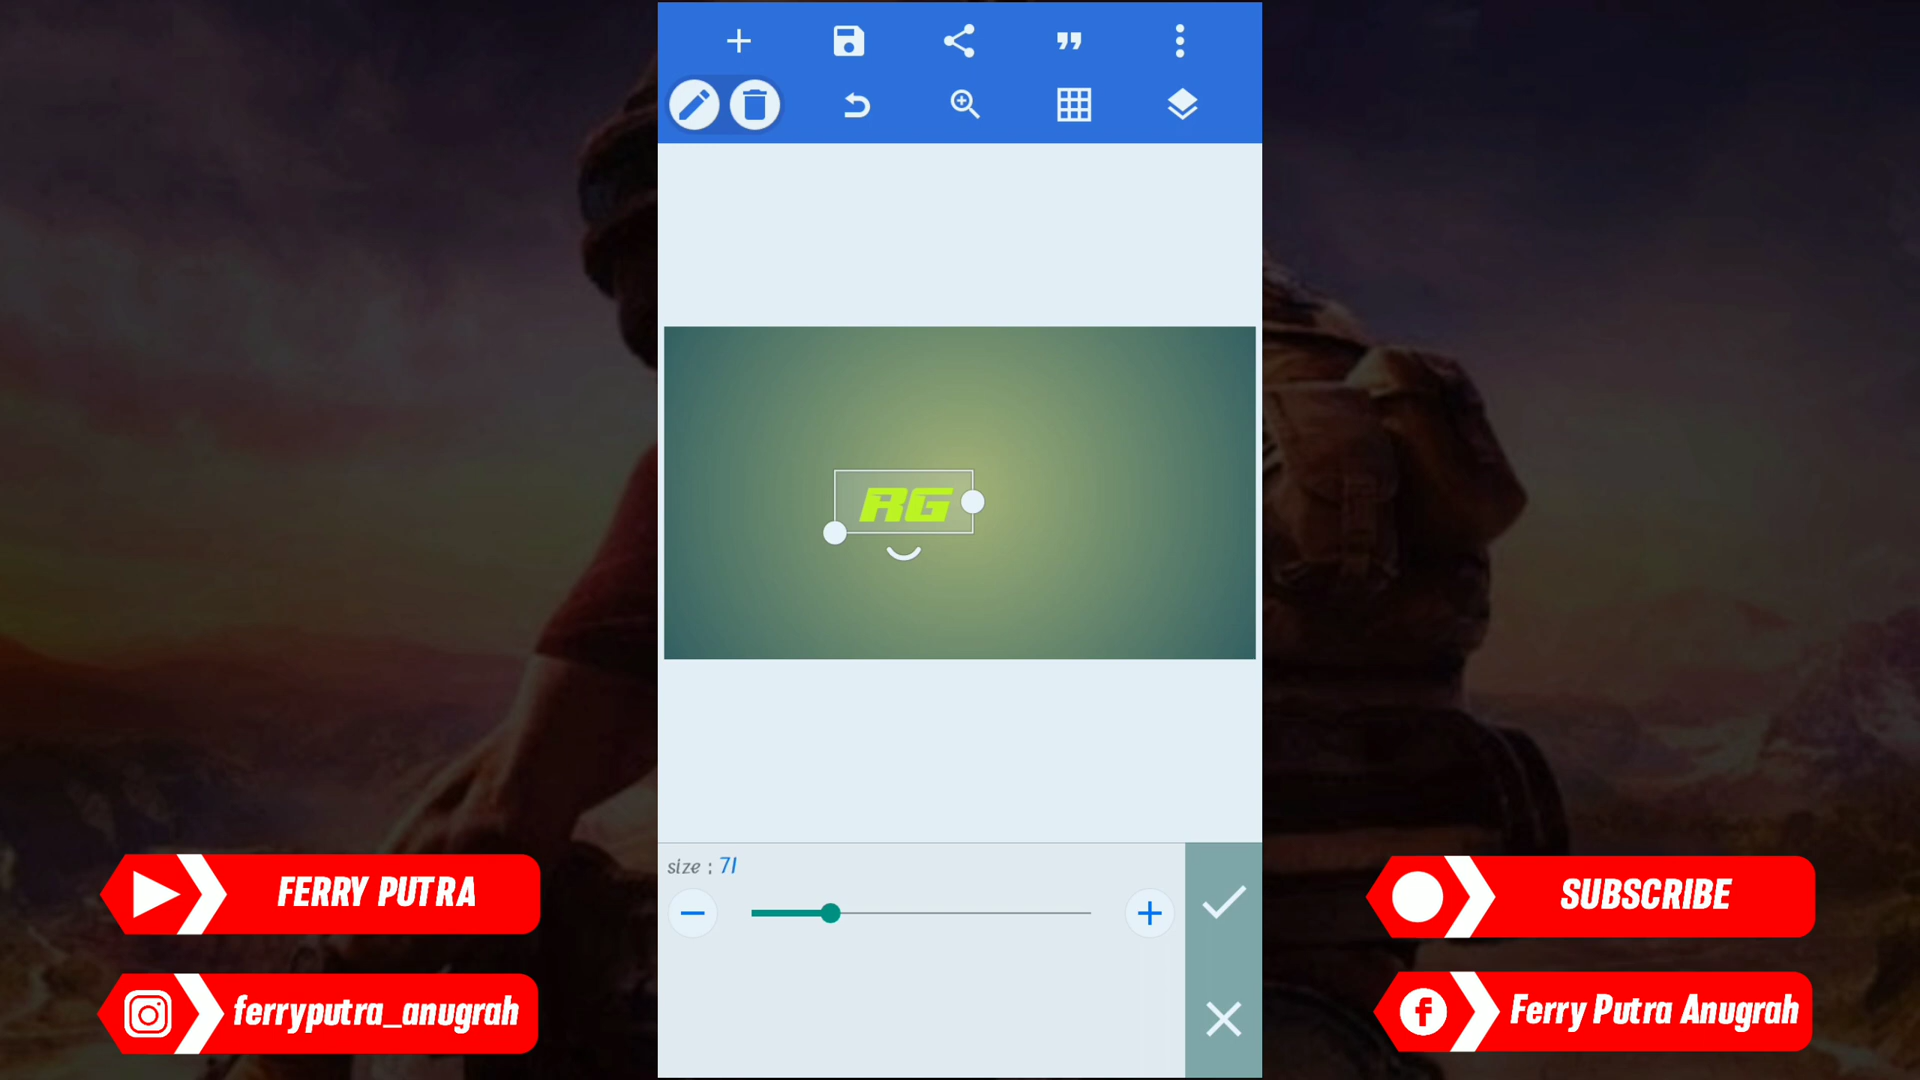 RG
size : 71
FERRY PUTRA
ferryputra_anugrah
SUBSCRIBE
Ferry Putra Anugrah